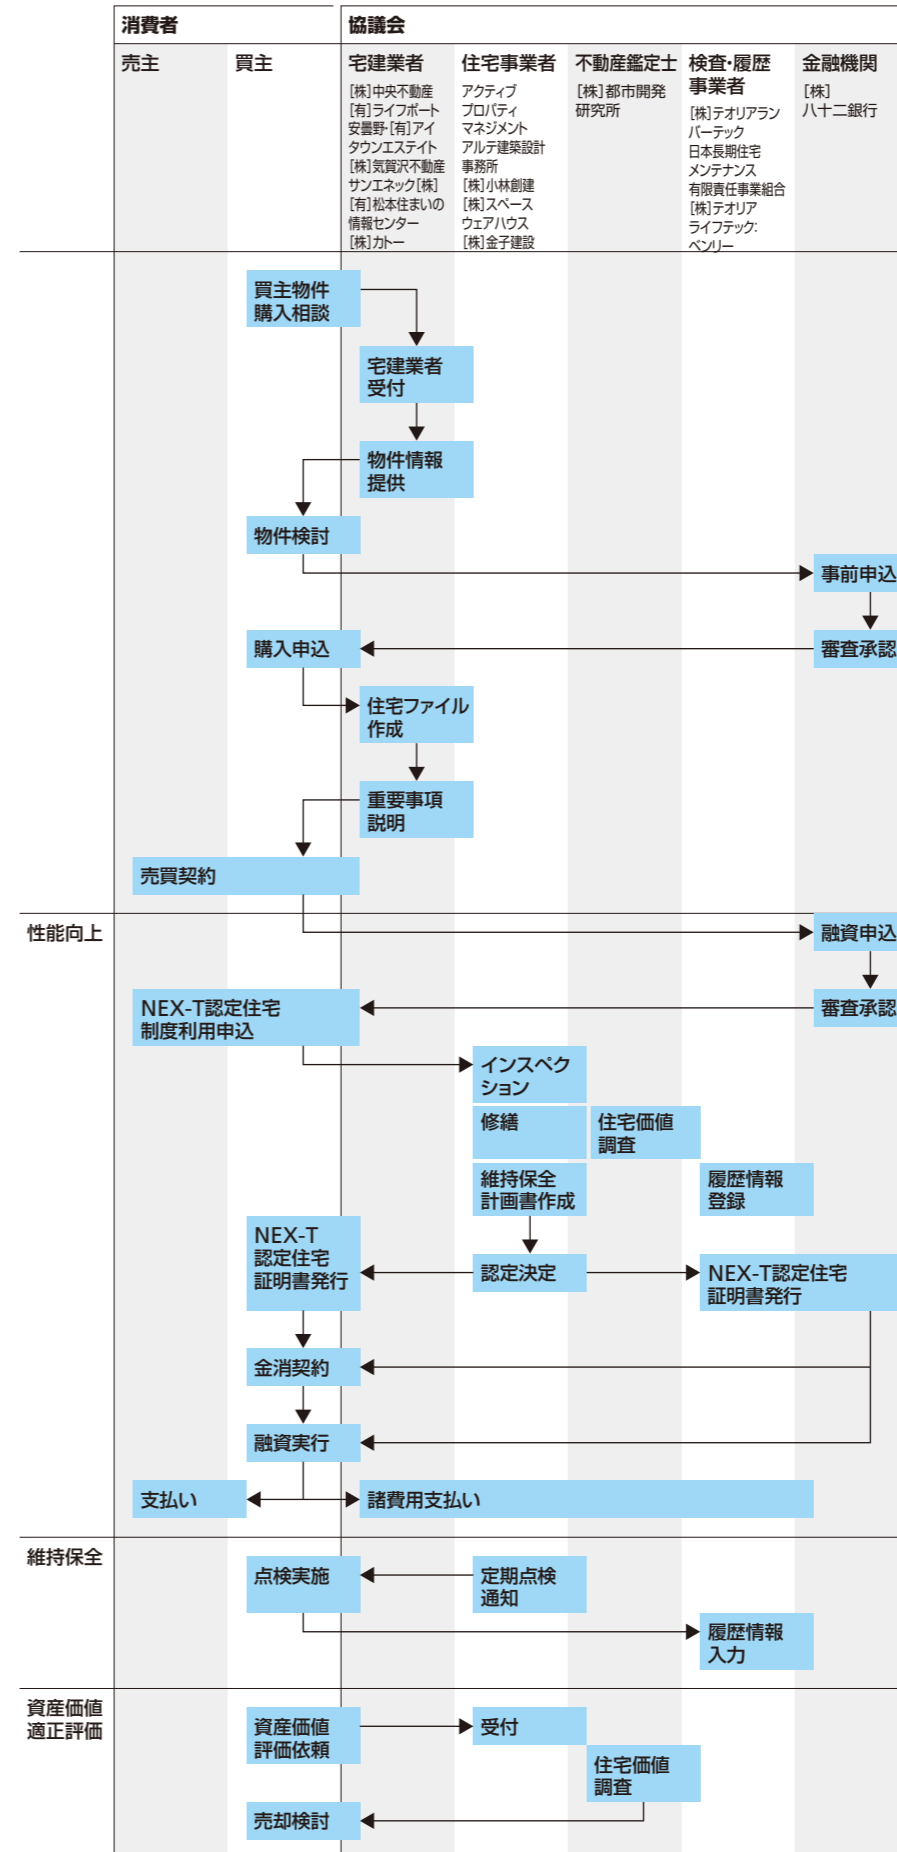 消費者
協議会
売主
買主
宅建業者
[株]中央不動産
[有]ライフポート
安曇野・[有]アイ
タウンエステイト
[株]気賀沢不動産
サンエネック[株]
[有]松本住まいの
情報センター
[株]カトー
住宅事業者
アクティブ
プロパティ
マネジメント
アルテ建築設計
事務所
[株]小林創建
[株]スペース
ウェアハウス
[株]金子建設
不動産鑑定士
[株]都市開発
研究所
検査・履歴
事業者
[株]テオリアラン
バーテック
日本長期住宅
メンテナンス
有限責任事業組合
[株]テオリア
ライフテック:
ベンリー
金融機関
[株]
八十二銀行
買主物件
購入相談
宅建業者
受付
物件情報
提供
物件検討
事前申込
購入申込
審査承認
住宅ファイル
作成
重要事項
説明
売買契約
性能向上
融資申込
NEX-T認定住宅
制度利用申込
審査承認
インスペク
ション
修繕
住宅価値
調査
維持保全
計画書作成
履歴情報
登録
NEX-T
認定住宅
証明書発行
認定決定
NEX-T認定住宅
証明書発行
金消契約
融資実行
支払い
諸費用支払い
維持保全
点検実施
定期点検
通知
履歴情報
入力
資産価値
適正評価
資産価値
評価依頼
受付
住宅価値
調査
売却検討